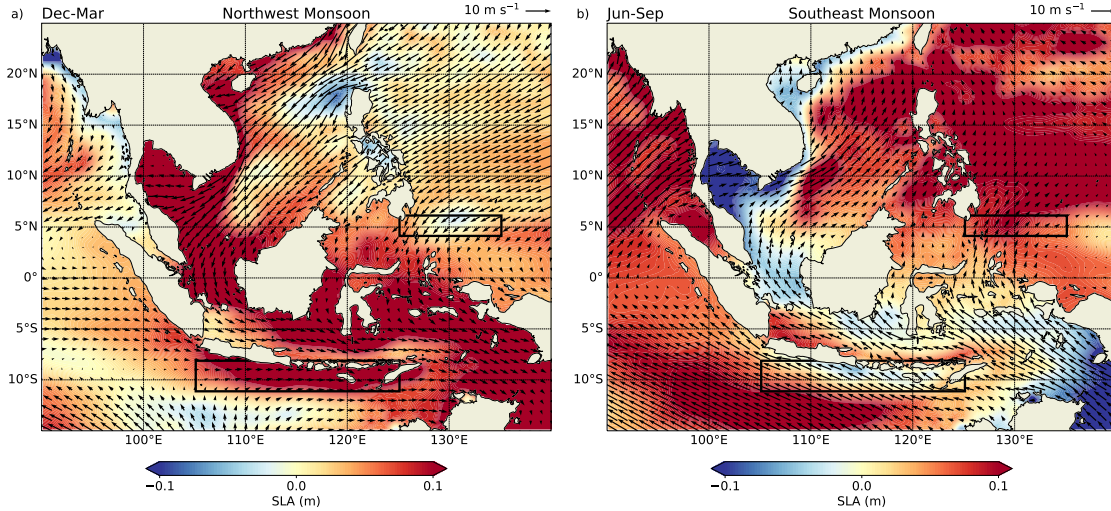 a) Dec-Mar Northwest Monsoon 10 m s⁻¹
20°N
15°N
10°N
5°N
0°
5°S
10°S
100°E 110°E 120°E 130°E
−0.1 0.0 0.1
SLA (m)
b) Jun-Sep Southeast Monsoon 10 m s⁻¹
20°N
15°N
10°N
5°N
0°
5°S
10°S
100°E 110°E 120°E 130°E
−0.1 0.0 0.1
SLA (m)